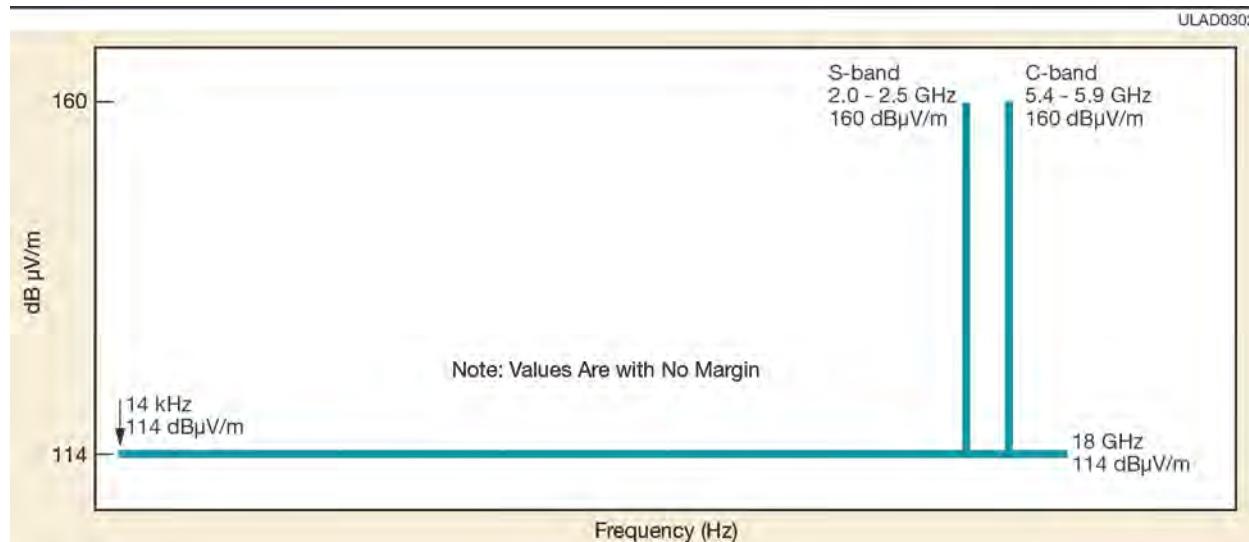 ULAD0302
160
S-band
2.0 - 2.5 GHz
160 dBµV/m
C-band
5.4 - 5.9 GHz
160 dBµV/m
dB µV/m
Note: Values Are with No Margin
14 kHz
114 dBµV/m
114
18 GHz
114 dBµV/m
Frequency (Hz)